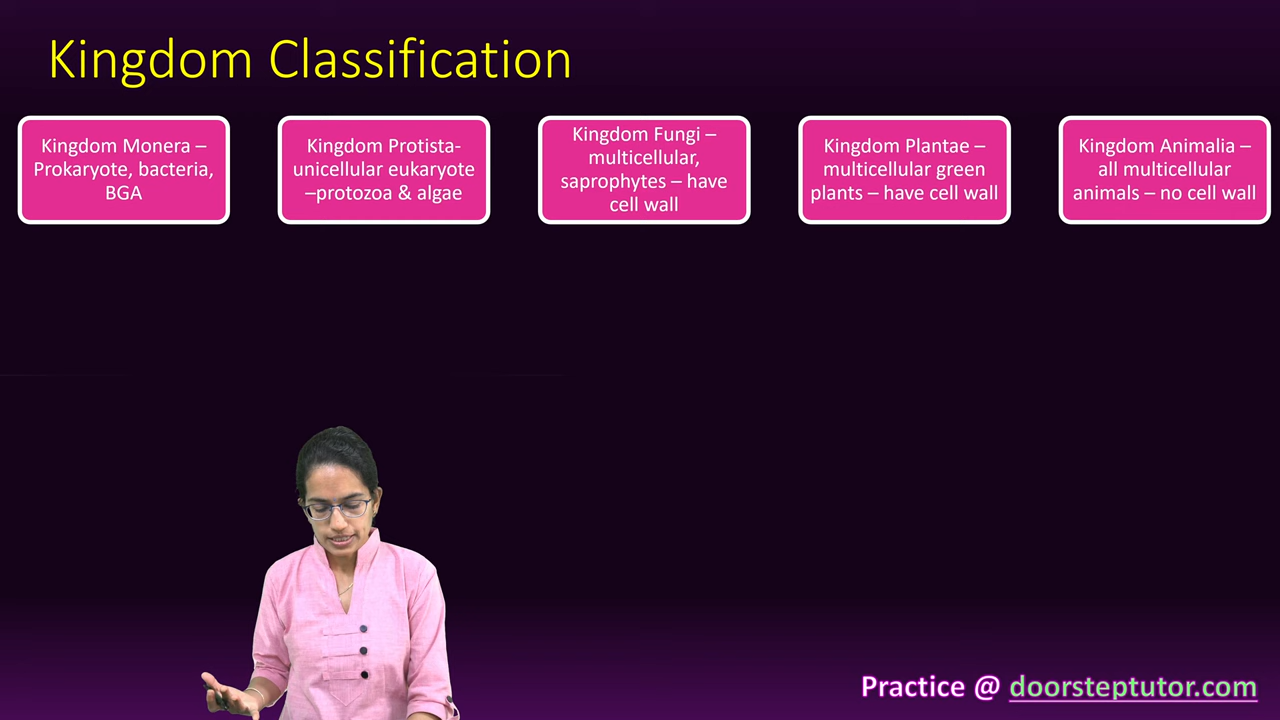 Kingdom Classification
Kingdom Monera –
Prokaryote, bacteria,
BGA
Kingdom Protista-
unicellular eukaryote
–protozoa & algae
Kingdom Fungi –
multicellular,
saprophytes – have
cell wall
Kingdom Plantae –
multicellular green
plants – have cell wall
Kingdom Animalia –
all multicellular
animals – no cell wall
Practice @ doorsteptutor.com